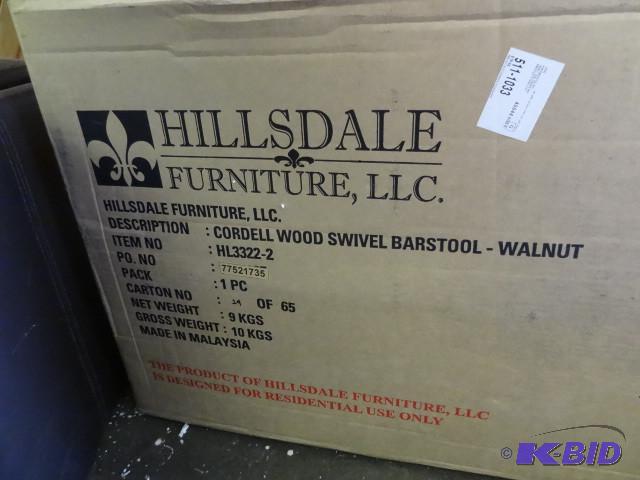 HILLSDALE
FURNITURE, LLC.
HILLSDALE FURNITURE, LLC.
DESCRIPTION : CORDELL WOOD SWIVEL BARSTOOL - WALNUT
ITEM NO : HL3322-2
PO. NO : 77521735
PACK : 1 PC
CARTON NO : OF 65
NET WEIGHT : 9 KGS
GROSS WEIGHT : 10 KGS
MADE IN MALAYSIA
THE PRODUCT OF HILLSDALE FURNITURE, LLC
IS DESIGNED FOR RESIDENTIAL USE ONLY
511-1033
© K-BID